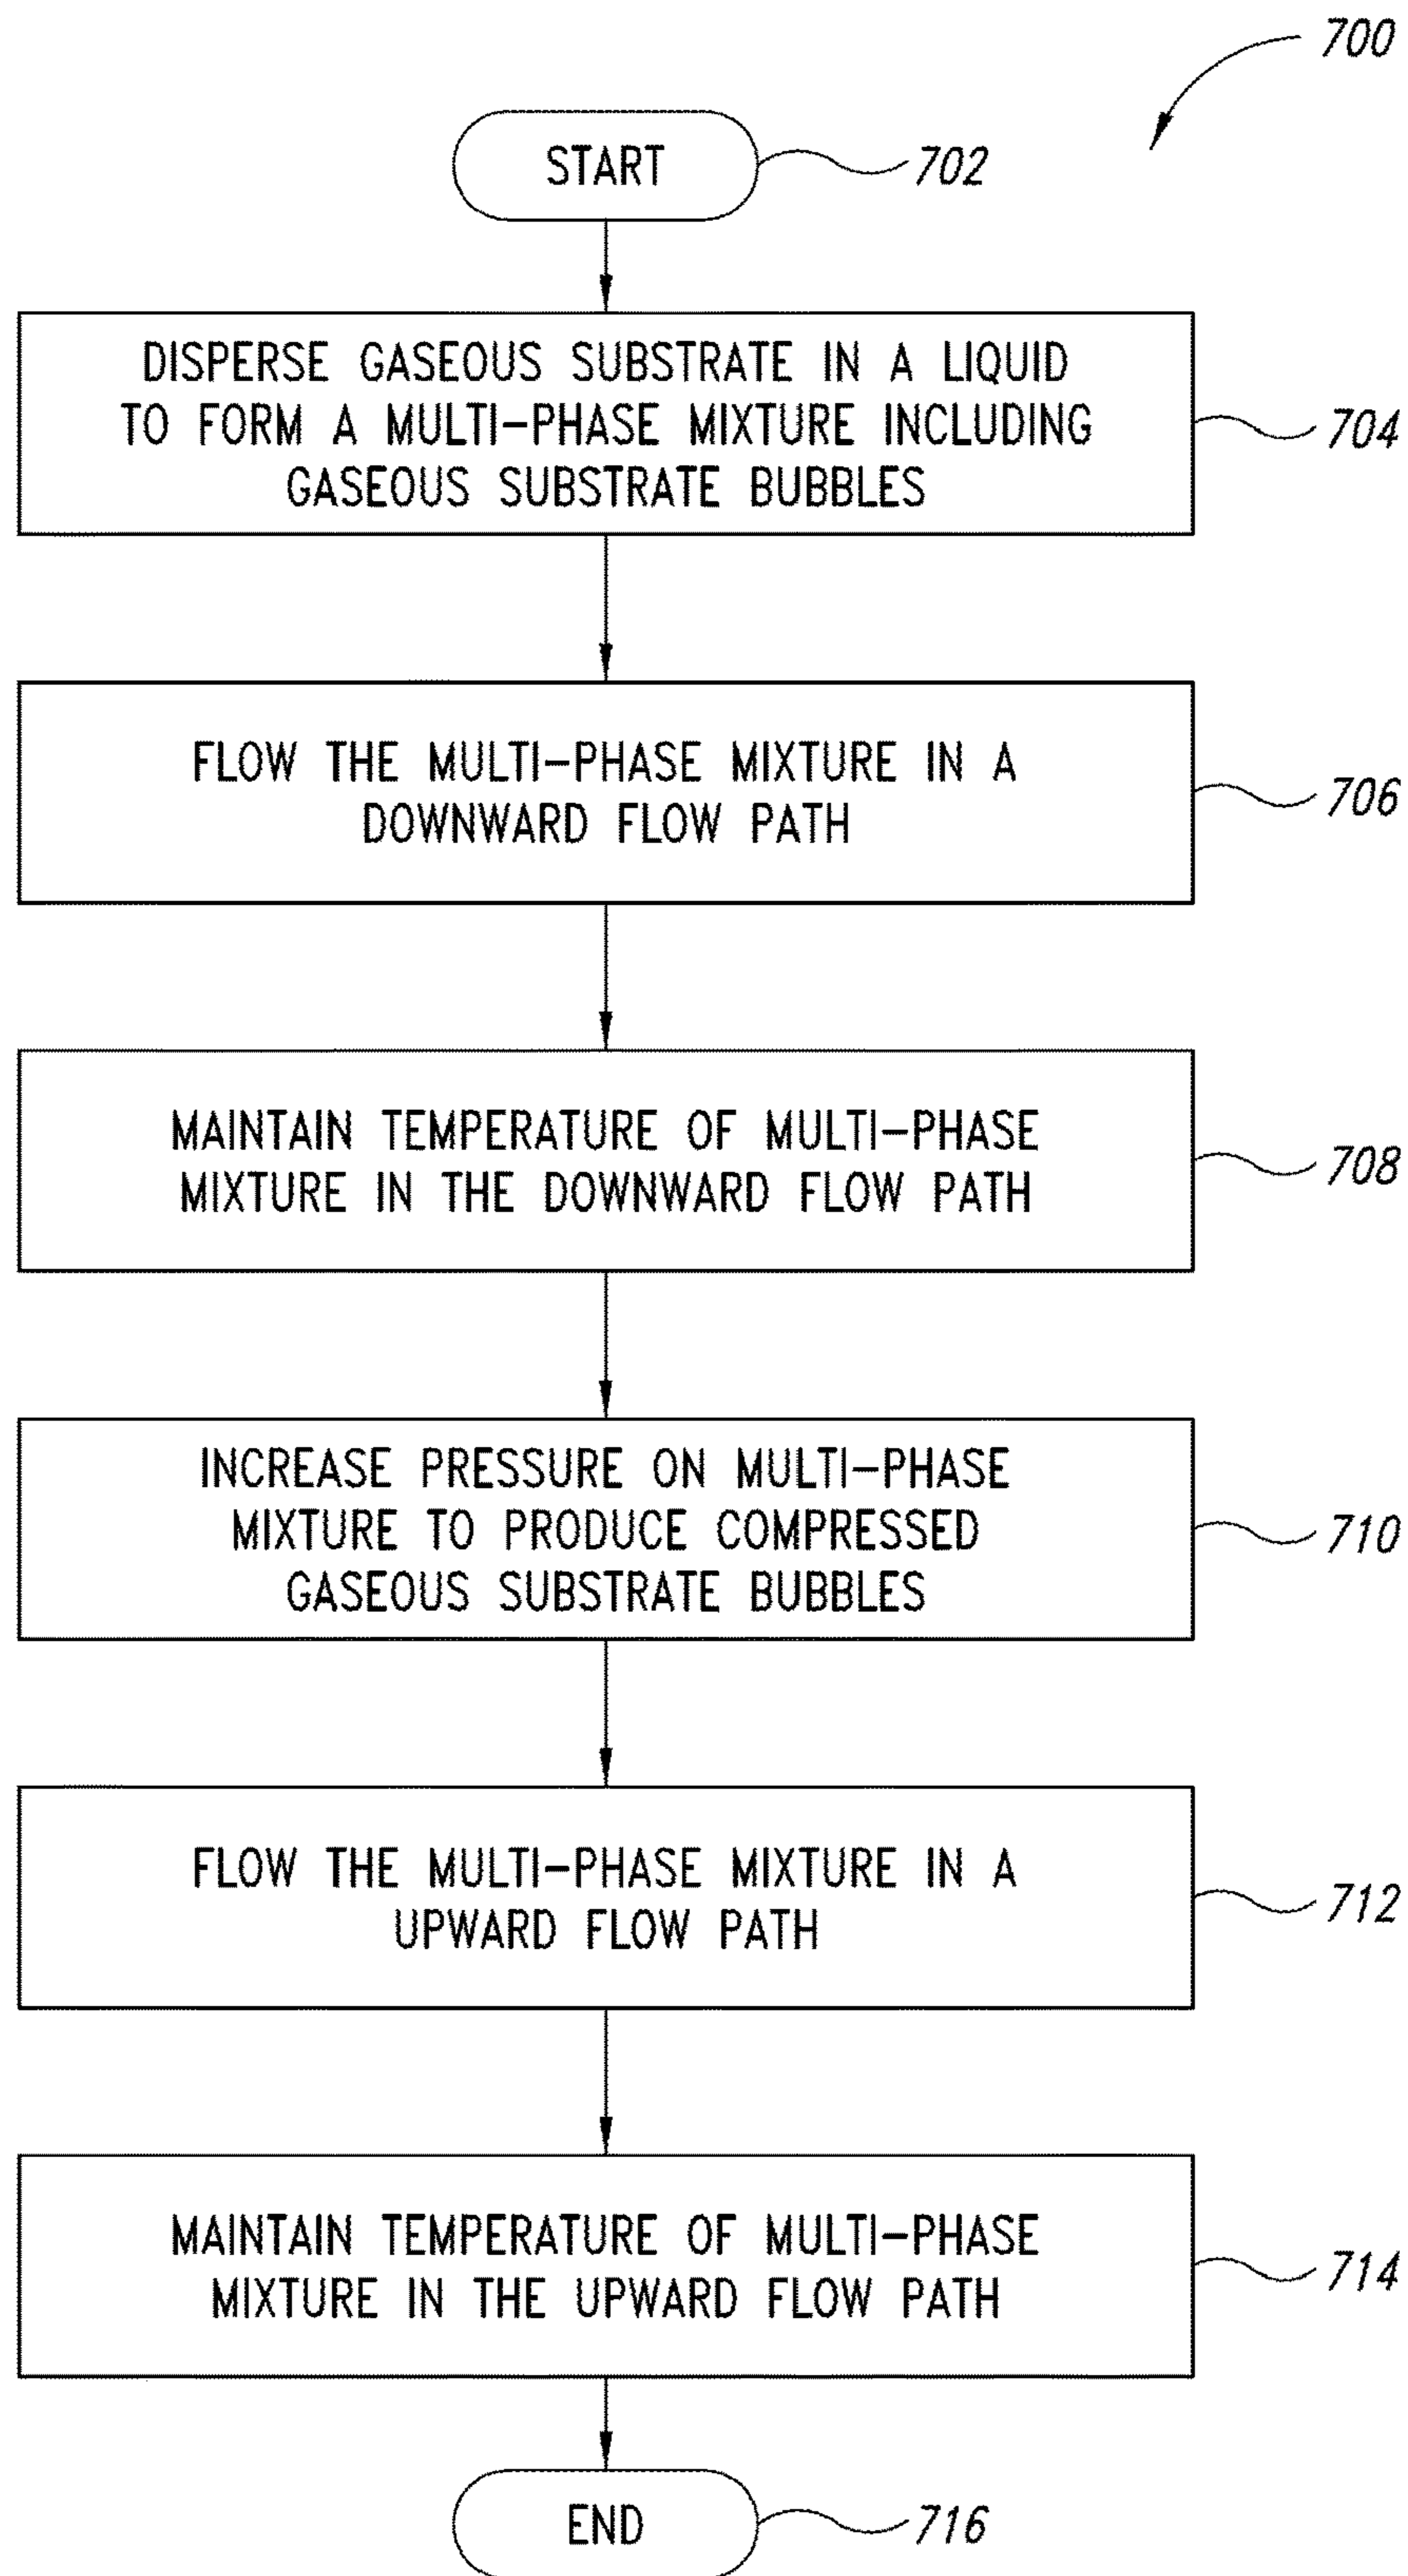 700
START
702
DISPERSE GASEOUS SUBSTRATE IN A LIQUID
TO FORM A MULTI-PHASE MIXTURE INCLUDING
GASEOUS SUBSTRATE BUBBLES
704
FLOW THE MULTI-PHASE MIXTURE IN A
DOWNWARD FLOW PATH
706
MAINTAIN TEMPERATURE OF MULTI-PHASE
MIXTURE IN THE DOWNWARD FLOW PATH
708
INCREASE PRESSURE ON MULTI-PHASE
MIXTURE TO PRODUCE COMPRESSED
GASEOUS SUBSTRATE BUBBLES
710
FLOW THE MULTI-PHASE MIXTURE IN A
UPWARD FLOW PATH
712
MAINTAIN TEMPERATURE OF MULTI-PHASE
MIXTURE IN THE UPWARD FLOW PATH
714
END
716